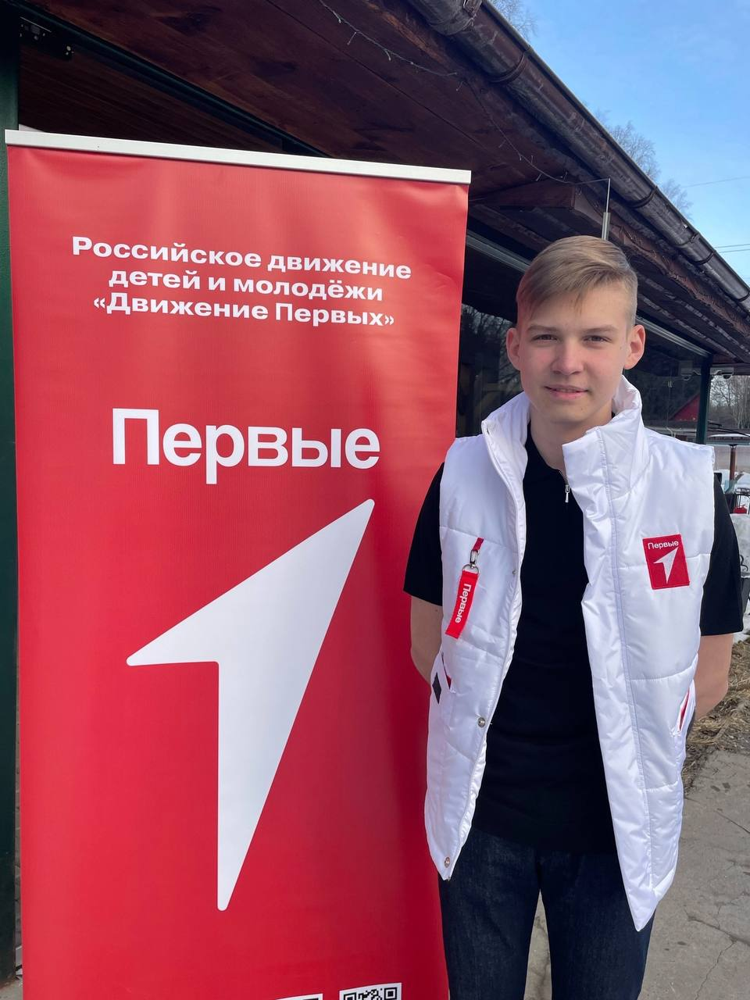 Российское движение
детей и молодёжи
«Движение Первых»
Первые
Первые
Первые